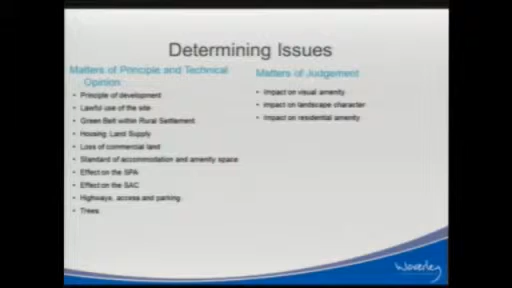 Determining Issues
Matters of Principle and Technical
Opinion
• Principle of development
• Lawful use of the site
• Green Belt within Rural Settlement
• Housing Land Supply
• Loss of commercial land
• Standard of accommodation and amenity space
• Effect on the SPA
• Effect on the SAC
• Highways, access and parking
• Trees
Matters of Judgement
• Impact on visual amenity
• Impact on landscape character
• Impact on residential amenity
Waverley